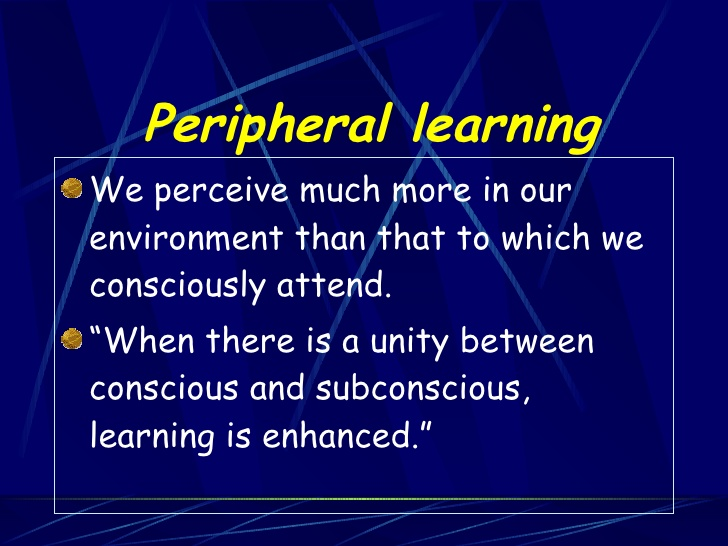 Peripheral learning
We perceive much more in our
environment than that to which we
consciously attend.
“When there is a unity between
conscious and subconscious,
learning is enhanced.”